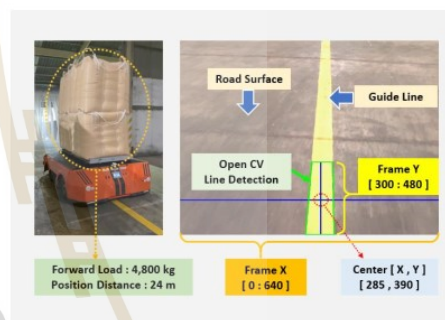 Road Surface
Guide Line
Open CV
Line Detection
Frame Y
[ 300 : 480 ]
Forward Load : 4,800 kg
Position Distance : 24 m
Frame X
[ 0 : 640 ]
Center [ X , Y ]
[ 285 , 390 ]